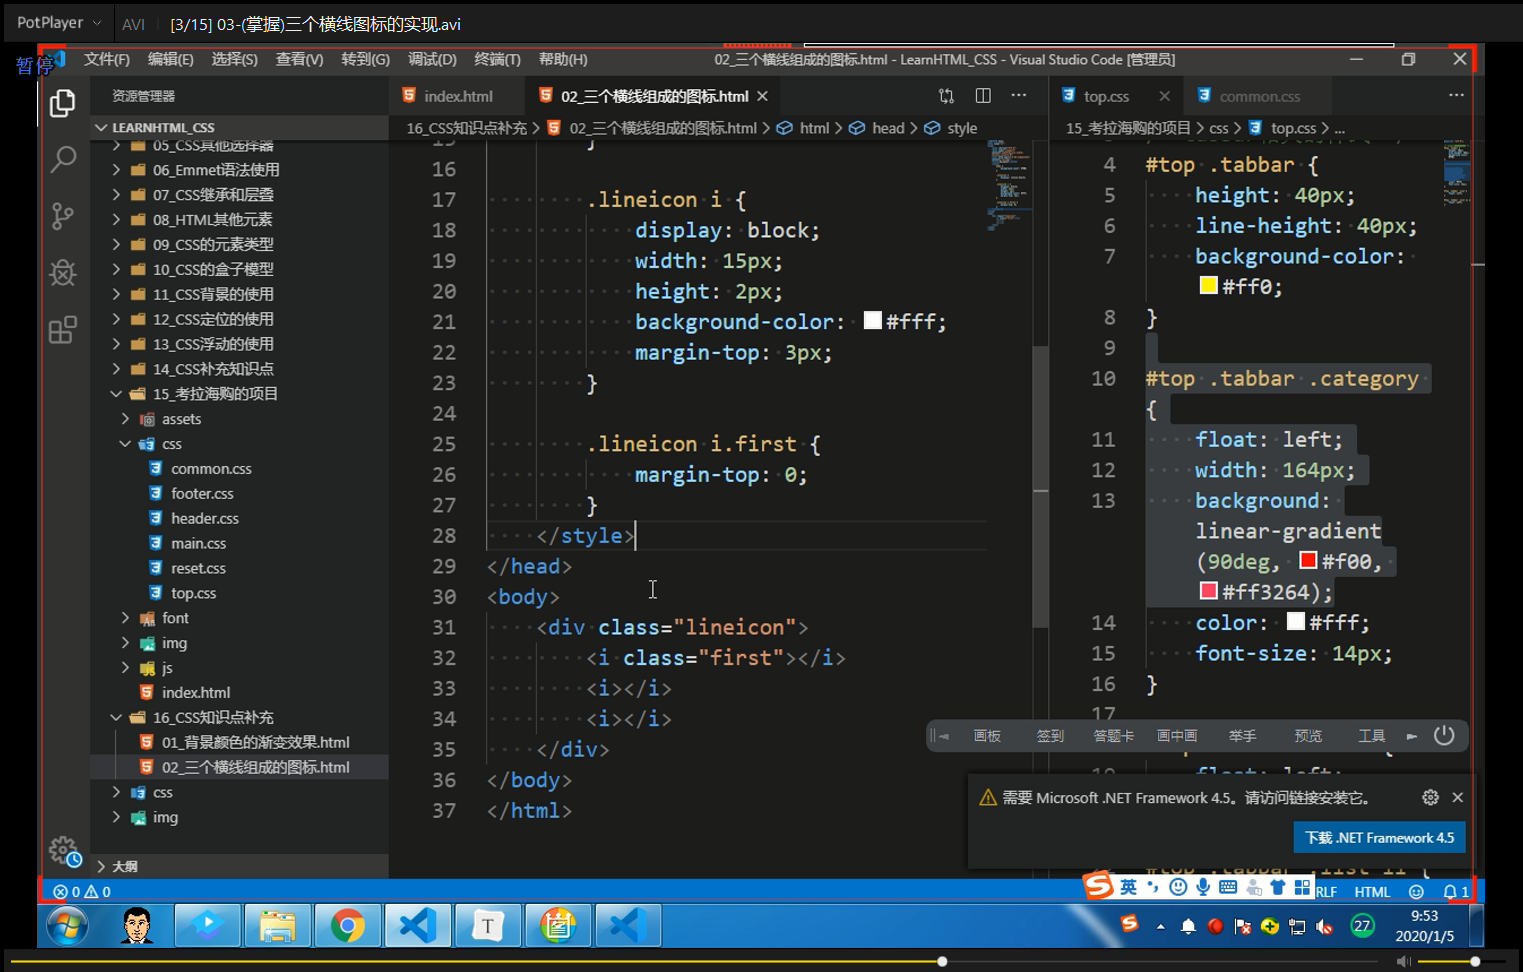 PotPlayer
AVI
[3/15] 03-(掌握)三个横线图标的实现.avi
暂停
文件(F) 编辑(E) 选择(S) 查看(V) 转到(G) 调试(D) 终端(T) 帮助(H)
02_三个横线组成的图标.html - LearnHTML_CSS - Visual Studio Code [管理员]
资源管理器
LEARNHTML_CSS
05_CSS其他选择器
06_Emmet语法使用
07_CSS继承和层叠
08_HTML其他元素
09_CSS的元素类型
10_CSS的盒子模型
11_CSS背景的使用
12_CSS定位的使用
13_CSS浮动的使用
14_CSS补充知识点
15_考拉海购的项目
assets
css
common.css
footer.css
header.css
main.css
reset.css
top.css
font
img
js
index.html
16_CSS知识点补充
01_背景颜色的渐变效果.html
02_三个横线组成的图标.html
css
img
大纲
index.html
02_三个横线组成的图标.html
16_CSS知识点补充 > 02_三个横线组成的图标.html > html > head > style
15 }
16
17 .lineicon i {
18 display: block;
19 width: 15px;
20 height: 2px;
21 background-color: #fff;
22 margin-top: 3px;
23 }
24
25 .lineicon i.first {
26 margin-top: 0;
27 }
28 </style>
29 </head>
30 <body>
31 <div class="lineicon">
32 <i class="first"></i>
33 <i></i>
34 <i></i>
35 </div>
36 </body>
37 </html>
top.css
common.css
15_考拉海购的项目 > css > top.css > ...
4 #top .tabbar {
5 height: 40px;
6 line-height: 40px;
7 background-color:
#ff0;
8 }
9
10 #top .tabbar .category
{
11 float: left;
12 width: 164px;
13 background:
linear-gradient
(90deg, #f00,
#ff3264);
14 color: #fff;
15 font-size: 14px;
16 }
17
画板 签到 答题卡 画中画 举手 预览 工具
float: left;
需要 Microsoft .NET Framework 4.5。请访问链接安装它。
下载 .NET Framework 4.5
#top .tabbar .list li {
0 0
英
RLF HTML 1
T
27
9:53
2020/1/5